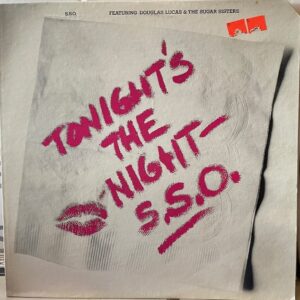 S.S.O. FEATURING DOUGLAS LUCAS & THE SUGAR SISTERS
TONIGHT'S
THE
NIGHT—
S.S.O.